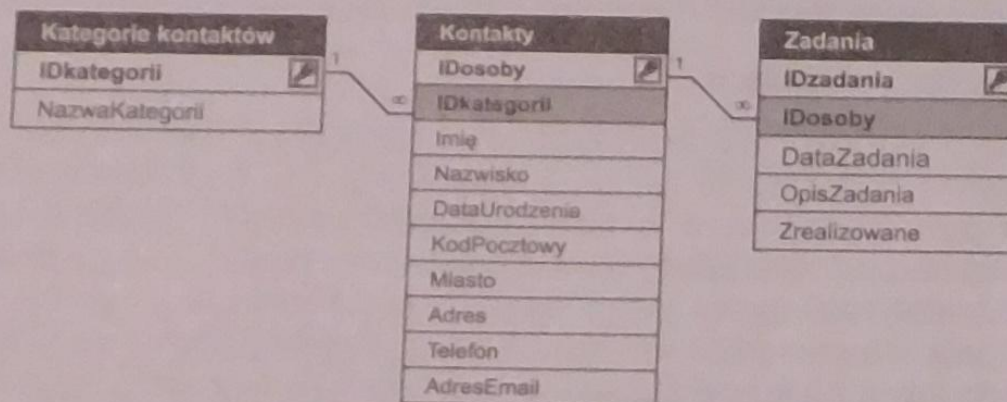 Kategorie kontaktów
IDkategorii
NazwaKategorii
1
∞
Kontakty
IDosoby
IDkategorii
Imię
Nazwisko
DataUrodzenia
KodPocztowy
Miasto
Adres
Telefon
AdresEmail
1
∞
Zadania
IDzadania
IDosoby
DataZadania
OpisZadania
Zrealizowane